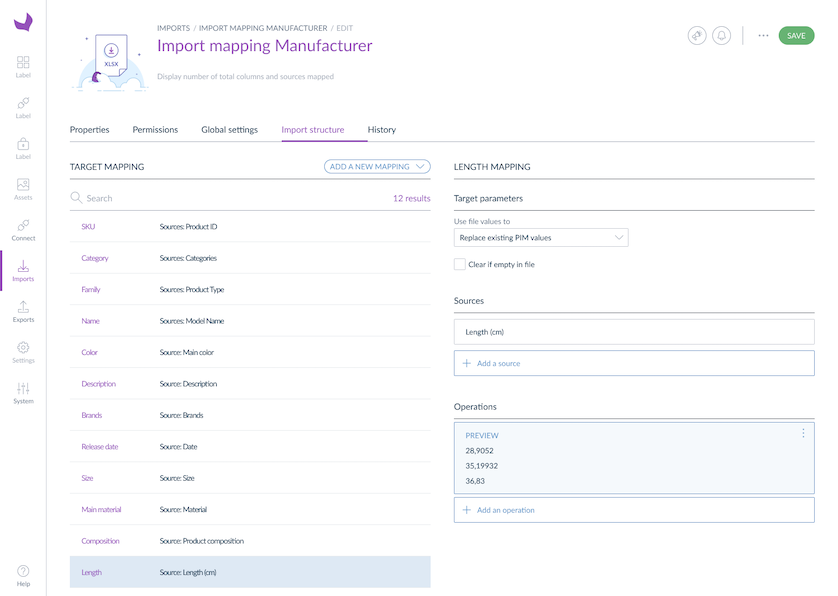 IMPORTS / IMPORT MAPPING MANUFACTURER / EDIT
Import mapping Manufacturer
Display number of total columns and sources mapped
SAVE
XLSX
Label
Label
Label
Assets
Connect
Imports
Exports
Settings
System
Help
Properties
Permissions
Global settings
Import structure
History
TARGET MAPPING
ADD A NEW MAPPING
Search
12 results
SKU Sources: Product ID
Category Sources: Categories
Family Sources: Product Type
Name Sources: Model Name
Color Source: Main color
Description Source: Description
Brands Source: Brands
Release date Source: Date
Size Source: Size
Main material Source: Material
Composition Source: Product composition
Length Source: Length (cm)
LENGTH MAPPING
Target parameters
Use file values to
Replace existing PIM values
Clear if empty in file
Sources
Length (cm)
+ Add a source
Operations
PREVIEW
28,9052
35,19932
36,83
+ Add an operation